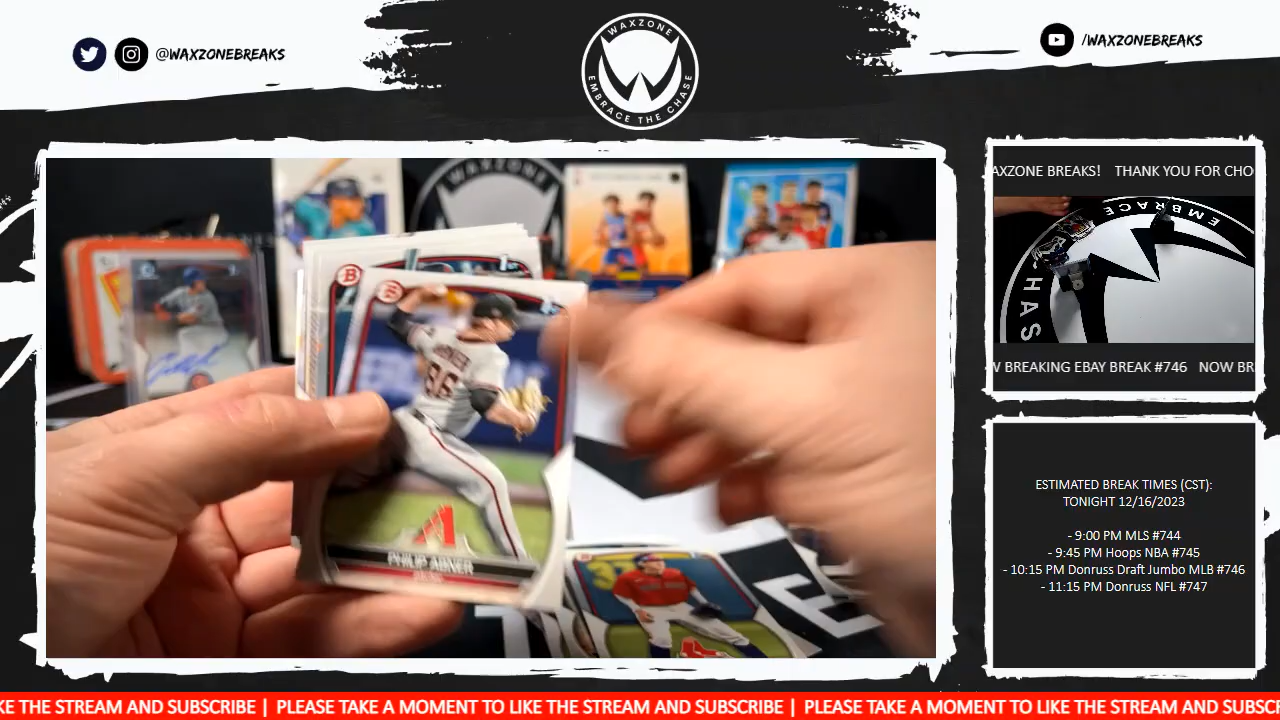 @WAXZONEBREAKS
WAXZONE
EMBRACE THE CHASE
/WAXZONEBREAKS
AXZONE BREAKS! THANK YOU FOR CHO
EMBRACE
HAS
W BREAKING EBAY BREAK #746 NOW BR
WAXZONE
1st
B
B
PHILIP ABNER
ESTIMATED BREAK TIMES (CST):
TONIGHT 12/16/2023
- 9:00 PM MLS #744
- 9:45 PM Hoops NBA #745
- 10:15 PM Donruss Draft Jumbo MLB #746
- 11:15 PM Donruss NFL #747
KE THE STREAM AND SUBSCRIBE | PLEASE TAKE A MOMENT TO LIKE THE STREAM AND SUBSCRIBE | PLEASE TAKE A MOMENT TO LIKE THE STREAM AND SUBSC